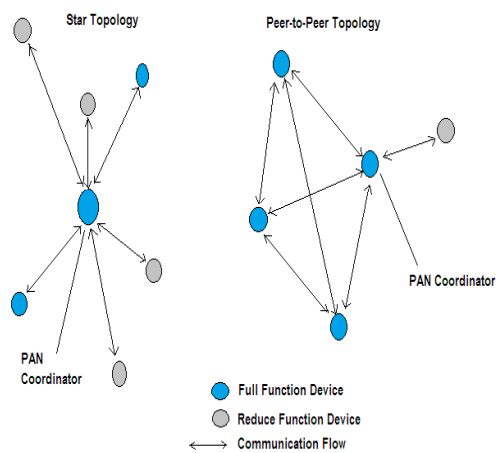 Star Topology
Peer-to-Peer Topology
PAN Coordinator
PAN
Coordinator
Full Function Device
Reduce Function Device
Communication Flow